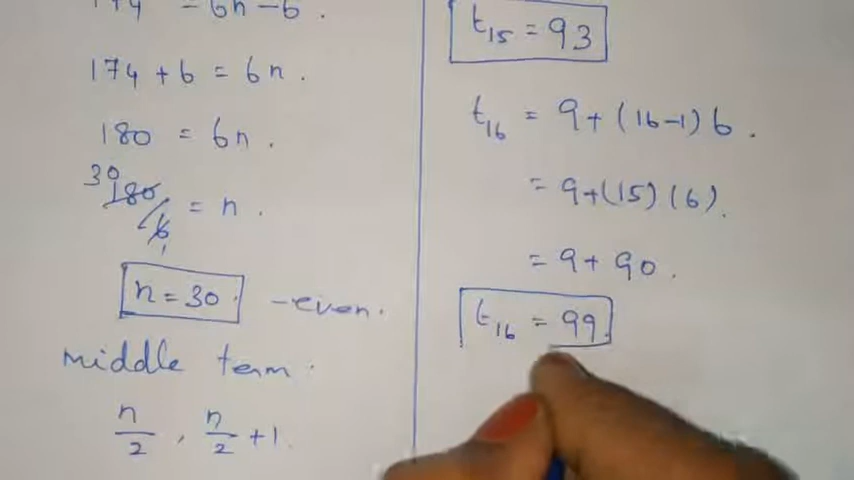 174 = 6n - 6 .
174 + 6 = 6n .
180 = 6n .
30
180/6 = n .
1
n = 30 . - even .
middle term .
n/2 , n/2 + 1 .
t15 = 93
t16 = 9 + (16-1) 6 .
= 9 + (15) (6) .
= 9 + 90 .
t16 = 99 .